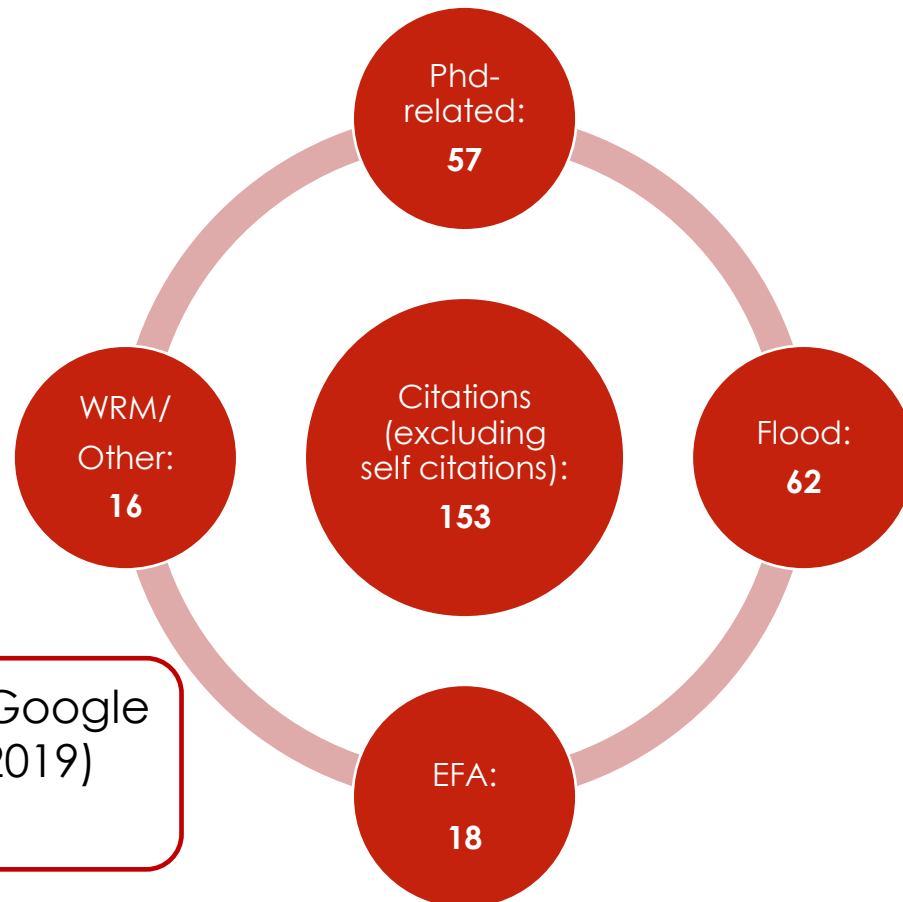 Phd-
related:
57
Citations
(excluding
self citations):
153
WRM/
Other:
16
Flood:
62
EFA:
18
Google
2019)